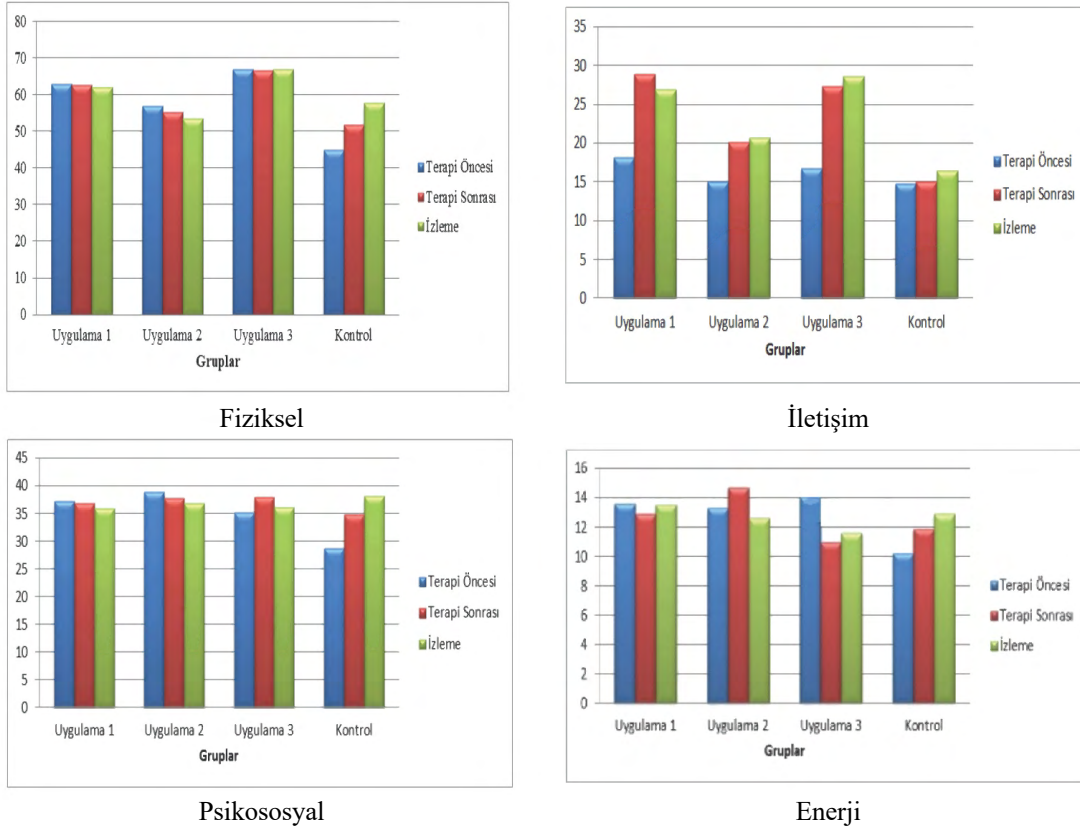 80
70
60
50
40
30
20
10
0
Uygulama 1 Uygulama 2 Uygulama 3 Kontrol
Gruplar
Terapi Öncesi
Terapi Sonrası
İzleme
Fiziksel
35
30
25
20
15
10
5
0
Uygulama 1 Uygulama 2 Uygulama 3 Kontrol
Gruplar
Terapi Öncesi
Terapi Sonrası
İzleme
İletişim
45
40
35
30
25
20
15
10
5
0
Uygulama 1 Uygulama 2 Uygulama 3 Kontrol
Gruplar
Terapi Öncesi
Terapi Sonrası
İzleme
Psikososyal
16
14
12
10
8
6
4
2
0
Uygulama 1 Uygulama 2 Uygulama 3 Kontrol
Gruplar
Terapi Öncesi
Terapi Sonrası
İzleme
Enerji